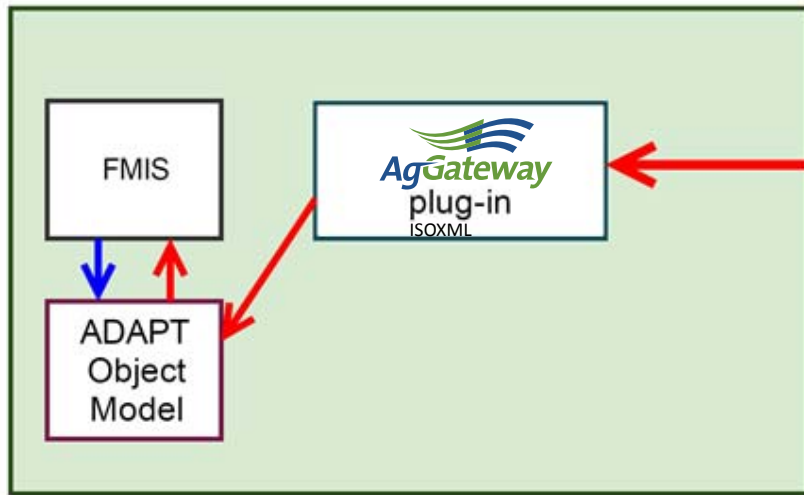 FMIS
AgGateway
plug-in
ISOXML
ADAPT
Object
Model